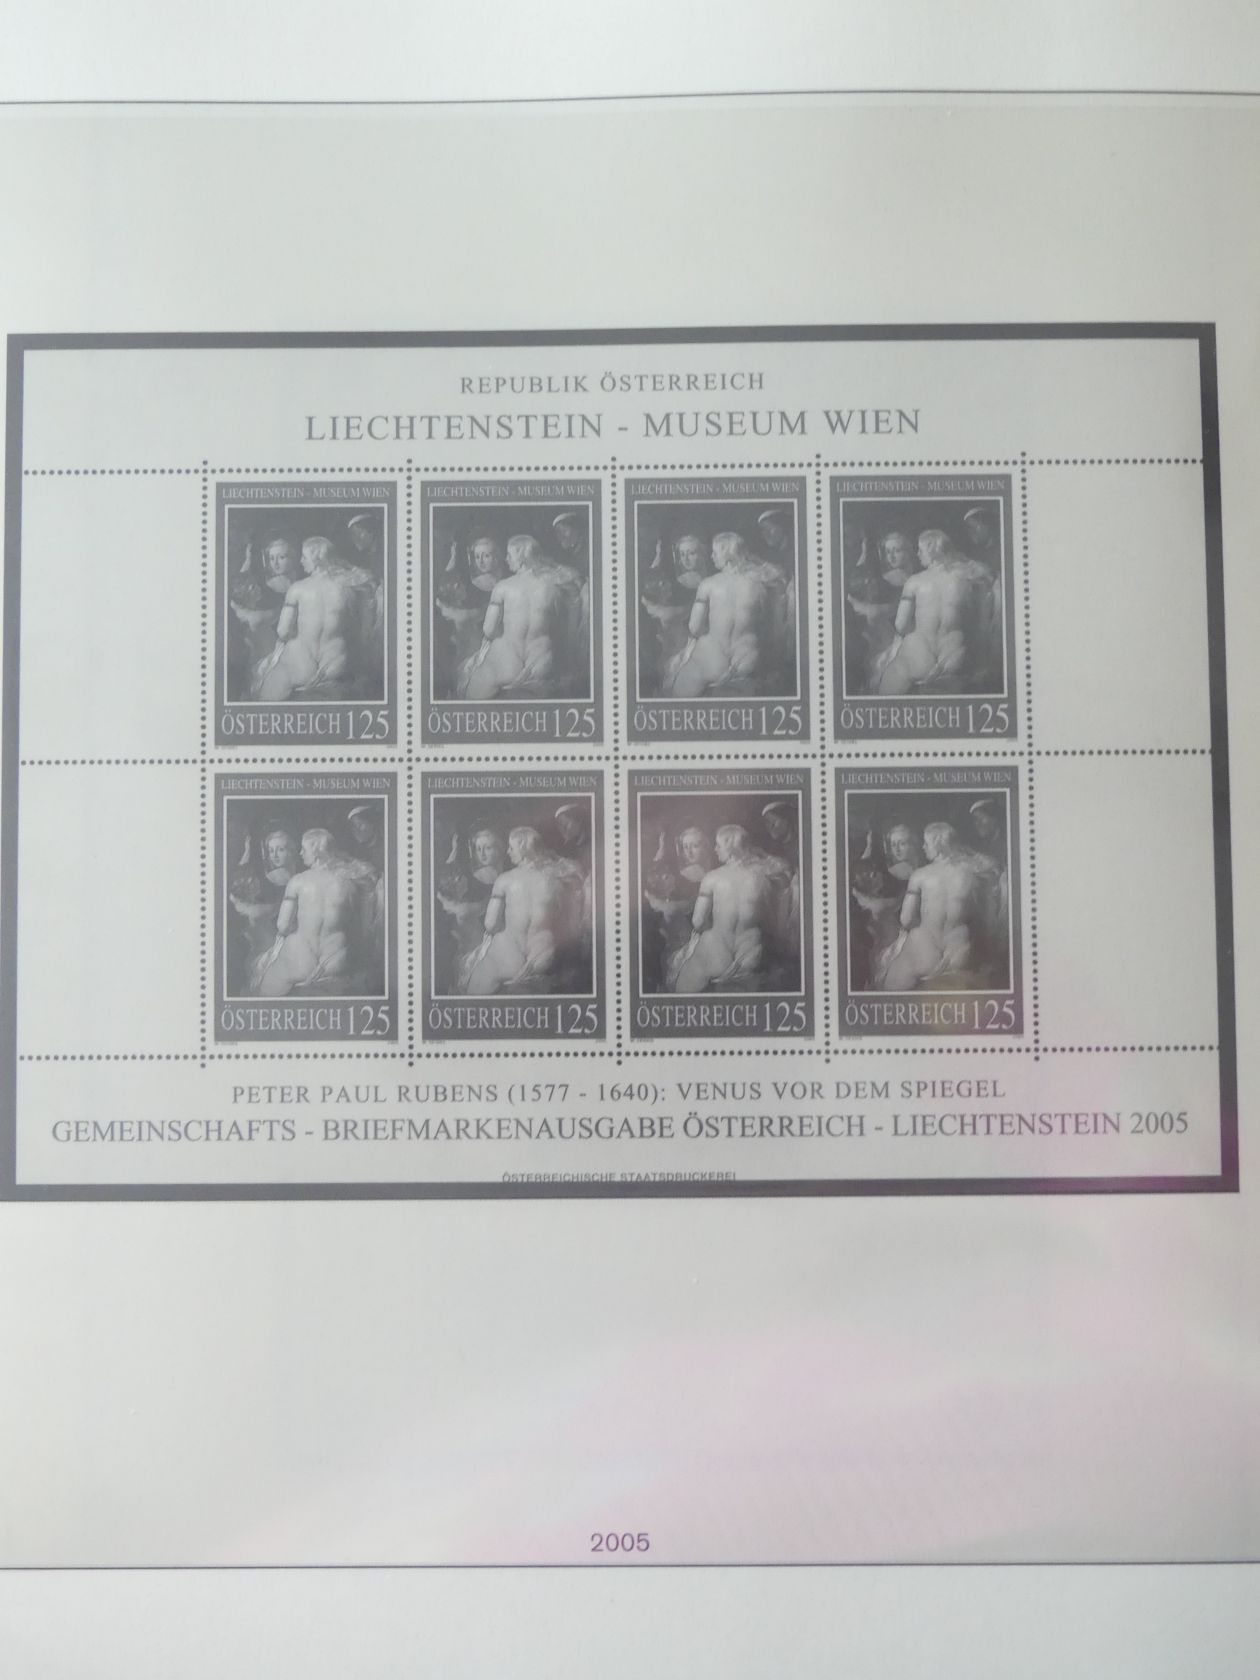 REPUBLIK ÖSTERREICH
LIECHTENSTEIN - MUSEUM WIEN
LIECHTENSTEIN - MUSEUM WIEN
LIECHTENSTEIN - MUSEUM WIEN
LIECHTENSTEIN - MUSEUM WIEN
LIECHTENSTEIN - MUSEUM WIEN
ÖSTERREICH 125
ÖSTERREICH 125
ÖSTERREICH 125
ÖSTERREICH 125
LIECHTENSTEIN - MUSEUM WIEN
LIECHTENSTEIN - MUSEUM WIEN
LIECHTENSTEIN - MUSEUM WIEN
LIECHTENSTEIN - MUSEUM WIEN
ÖSTERREICH 125
ÖSTERREICH 125
ÖSTERREICH 125
ÖSTERREICH 125
PETER PAUL RUBENS (1577 - 1640): VENUS VOR DEM SPIEGEL
GEMEINSCHAFTS - BRIEFMARKENAUSGABE ÖSTERREICH - LIECHTENSTEIN 2005
ÖSTERREICHISCHE STAATSDRUCKEREI
2005